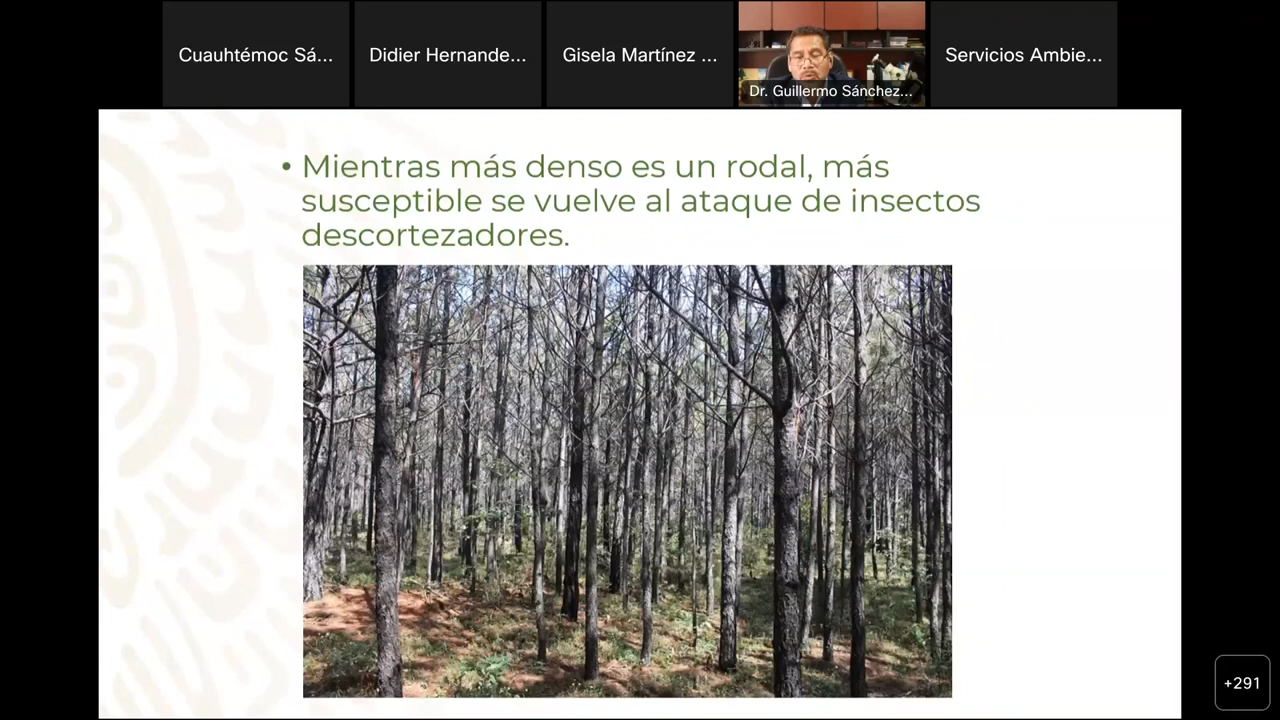 Cuauhtémoc Sá...
Didier Hernande...
Gisela Martínez ...
Dr. Guillermo Sánchez...
Servicios Ambie...
• Mientras más denso es un rodal, más
susceptible se vuelve al ataque de insectos
descortezadores.
+291